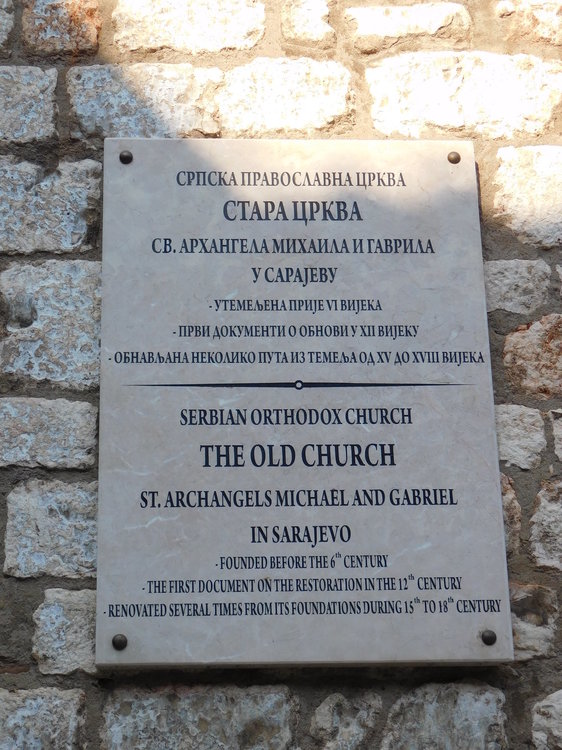 СРПСКА ПРАВОСЛАВНА ЦРКВА
СТАРА ЦРКВА
СВ. АРХАНГЕЛА МИХАИЛА И ГАВРИЛА
У САРАЈЕВУ
- УТЕМЕЉЕНА ПРИЈЕ VI ВИЈЕКА
- ПРВИ ДОКУМЕНТИ О ОБНОВИ У XII ВИЈЕКУ
- ОБНАВЉАНА НЕКОЛИКО ПУТА ИЗ ТЕМЕЉА ОД XV ДО XVIII ВИЈЕКА
SERBIAN ORTHODOX CHURCH
THE OLD CHURCH
ST. ARCHANGELS MICHAEL AND GABRIEL
IN SARAJEVO
- FOUNDED BEFORE THE 6th CENTURY
- THE FIRST DOCUMENT ON THE RESTORATION IN THE 12th CENTURY
- RENOVATED SEVERAL TIMES FROM ITS FOUNDATIONS DURING 15th TO 18th CENTURY